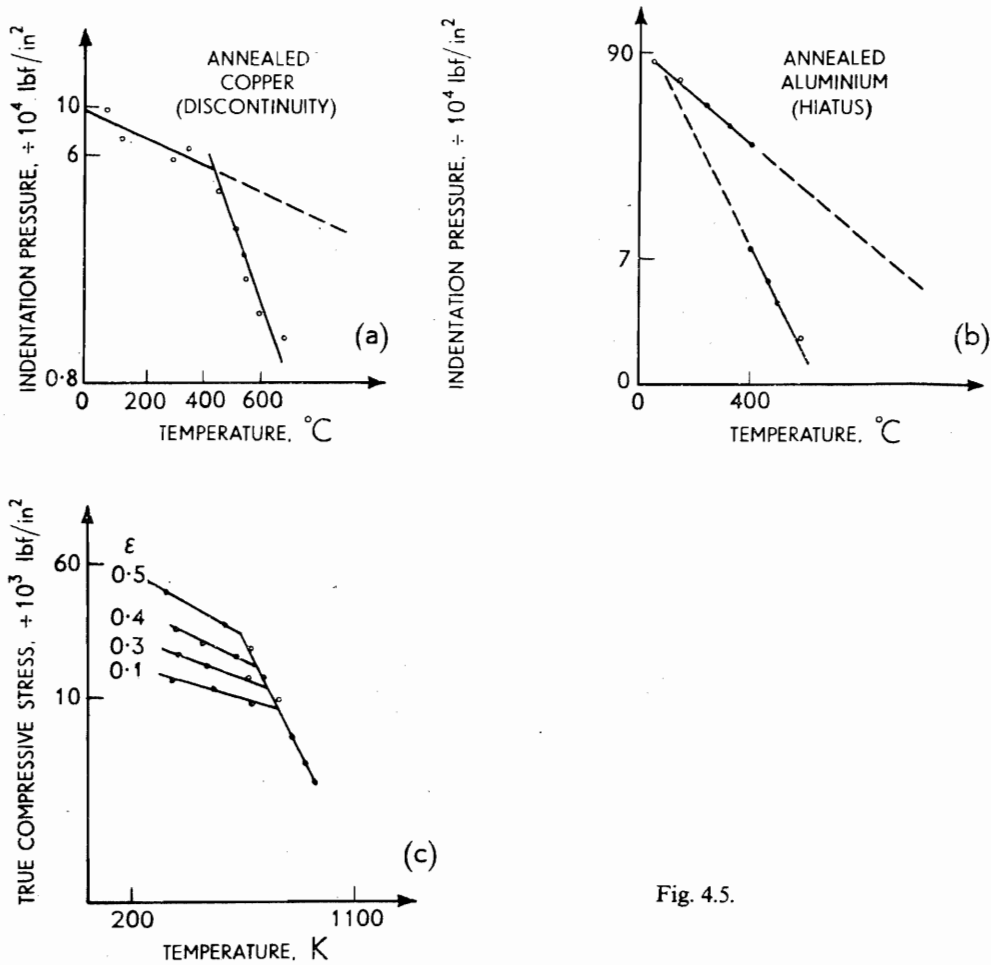 INDENTATION PRESSURE, ÷ 10⁴ lbf/in²
ANNEALED
COPPER
(DISCONTINUITY)
10
6
0·8
(a)
0 200 400 600
TEMPERATURE, °C
INDENTATION PRESSURE, ÷ 10⁴ lbf/in²
ANNEALED
ALUMINIUM
(HIATUS)
90
7
0
(b)
0 400
TEMPERATURE, °C
TRUE COMPRESSIVE STRESS, ÷ 10³ lbf/in²
60
10
ε
0·5
0·4
0·3
0·1
(c)
200 1100
TEMPERATURE, K
Fig. 4.5.